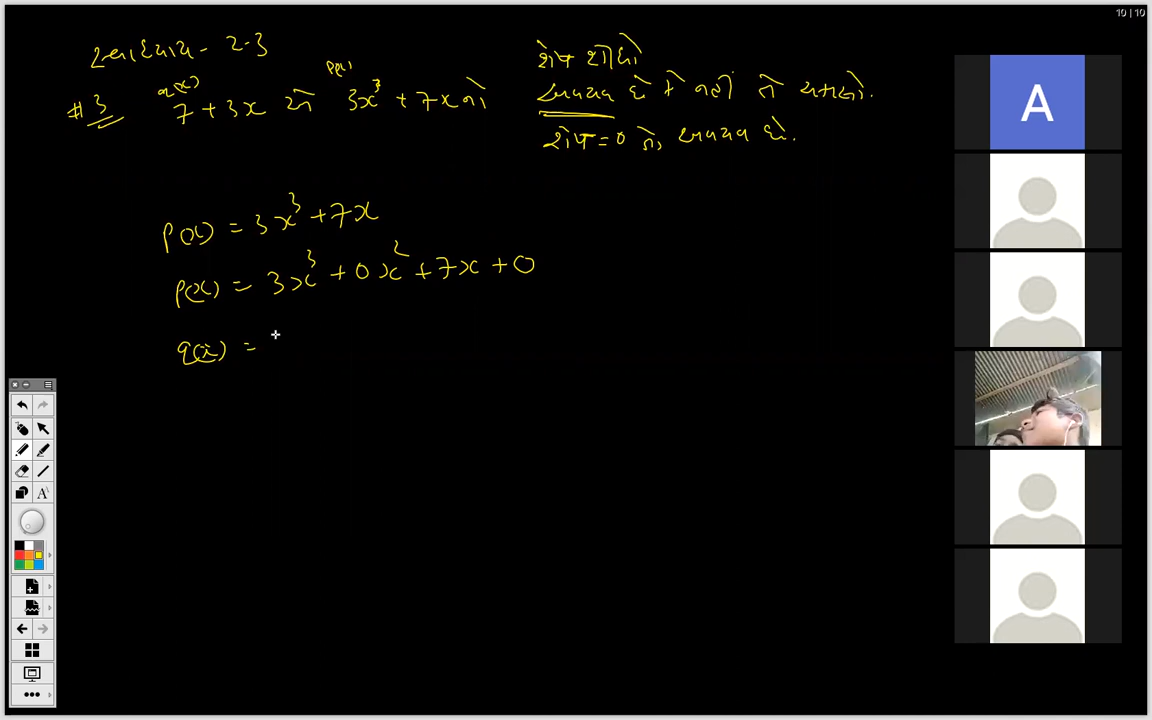 સ્વાધ્યાય - 2.3
q(x) p(x)
#3 7 + 3x એ 3x³ + 7x નો
શેષ શોધો
અવયવ છે કે નહીં તે ચકાસો.
શેષ = 0 તો, અવયવ છે.
p(x) = 3x³ + 7x
p(x) = 3x³ + 0x² + 7x + 0
q(x) =
10 | 10
A
A